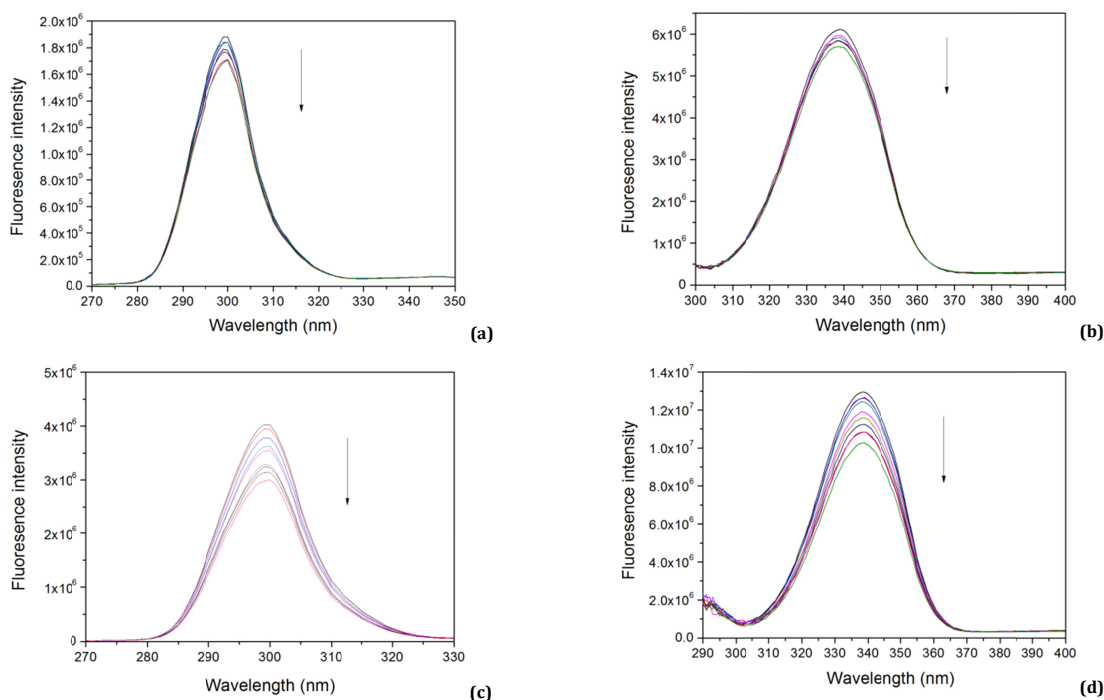 2.0x10⁶
1.8x10⁶
1.6x10⁶
1.4x10⁶
1.2x10⁶
1.0x10⁶
6.0x10⁵
4.0x10⁵
2.0x10⁵
0.0
Fluoresence intensity
270 280 290 300 310 320 330 340 350
Wavelength (nm)
(a)
6x10⁶
5x10⁶
4x10⁶
2x10⁶
1x10⁶
0
Fluoresence intensity
300 310 320 330 340 350 360 370 380 390 400
Wavelength (nm)
(b)
5x10⁶
4x10⁶
3x10⁶
2x10⁶
1x10⁶
0
Fluoresence intensity
270 280 290 300 310 320 330
Wavelength (nm)
(c)
1.4x10⁷
1.2x10⁷
1.0x10⁷
8.0x10⁶
6.0x10⁶
4.0x10⁶
2.0x10⁶
0.0
Fluoresence intensity
290 300 310 320 330 340 350 360 370 380 390 400
Wavelength (nm)
(d)